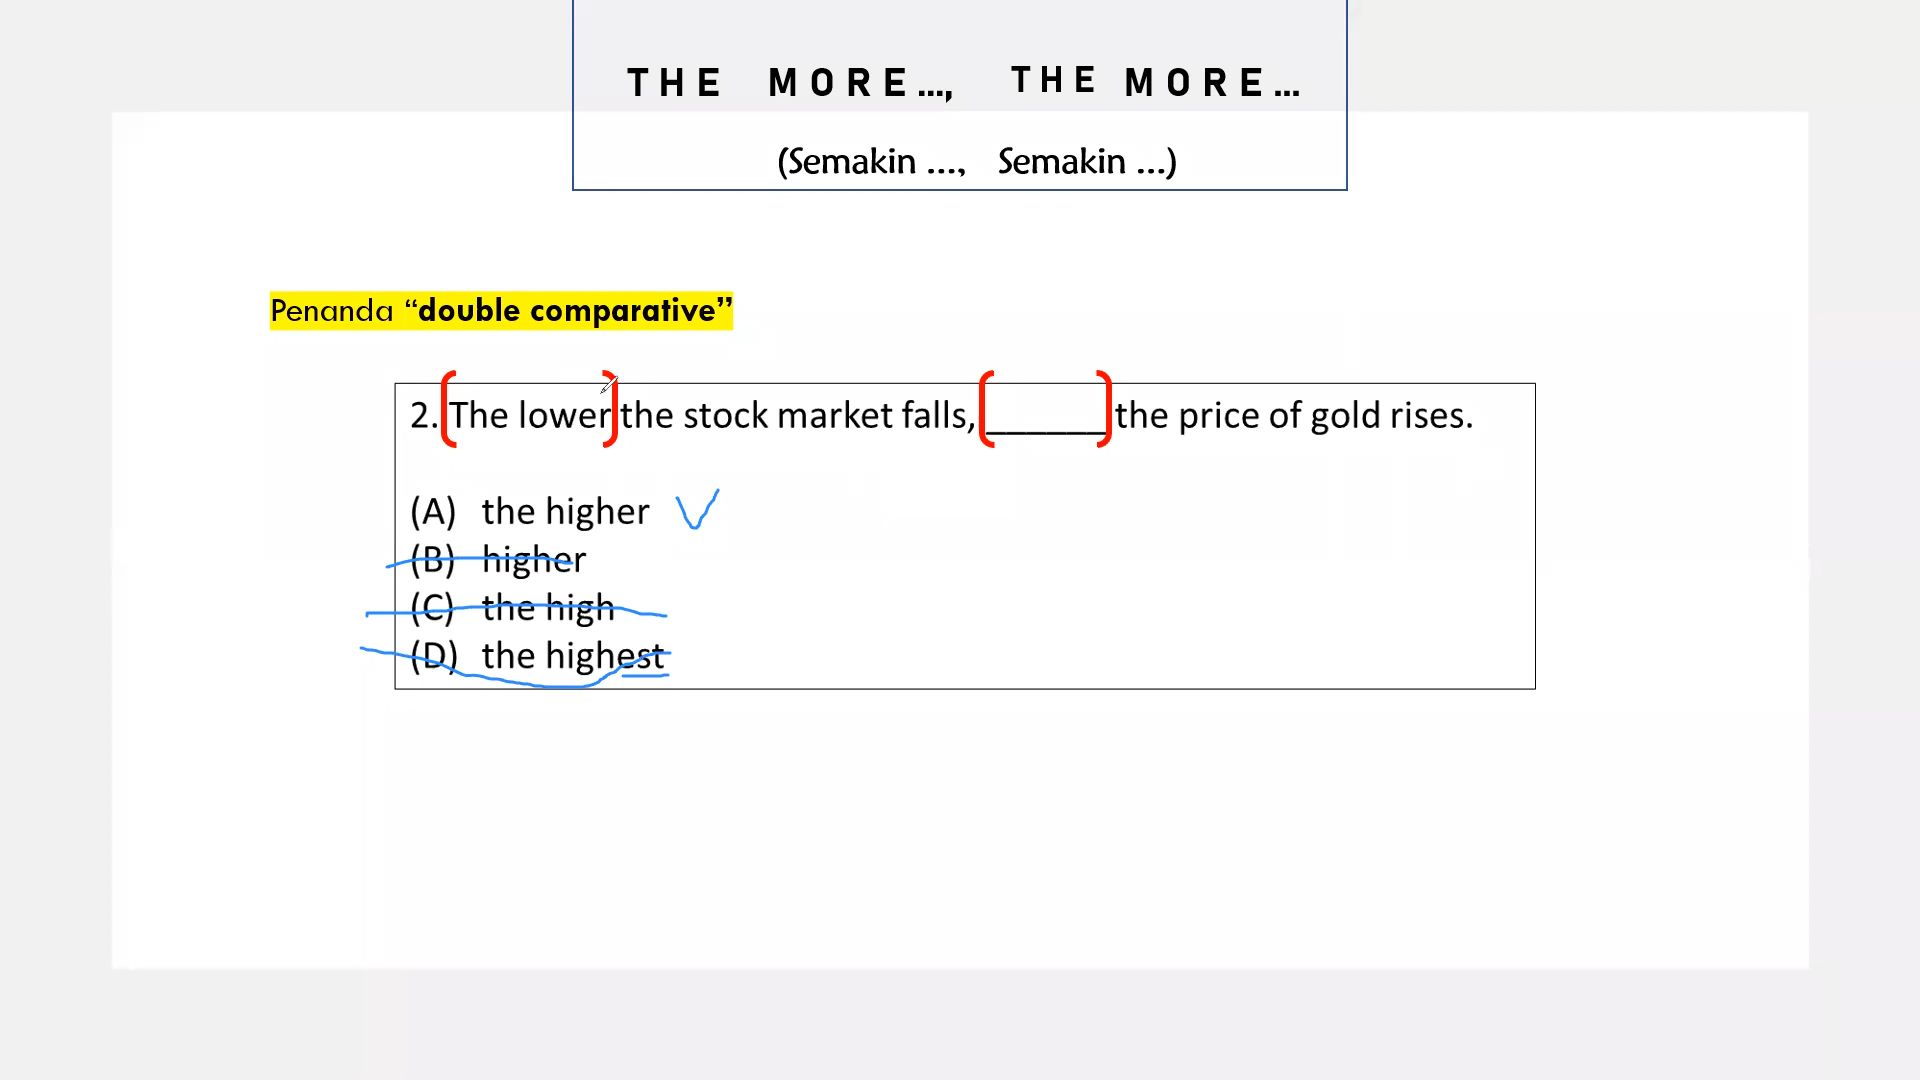 THE MORE…, THE MORE…
(Semakin …, Semakin …)
Penanda “double comparative”
2. The lower the stock market falls, ______ the price of gold rises.
(A) the higher
(B) higher
(C) the high
(D) the highest